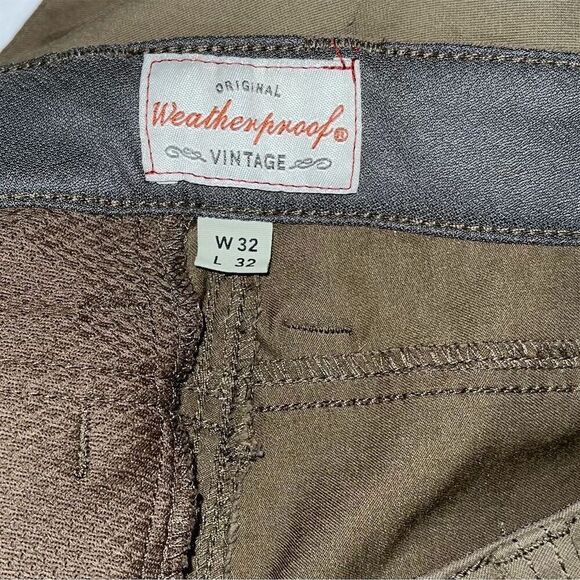 ORIGINAL
Weatherproof®
VINTAGE
W 32
L 32